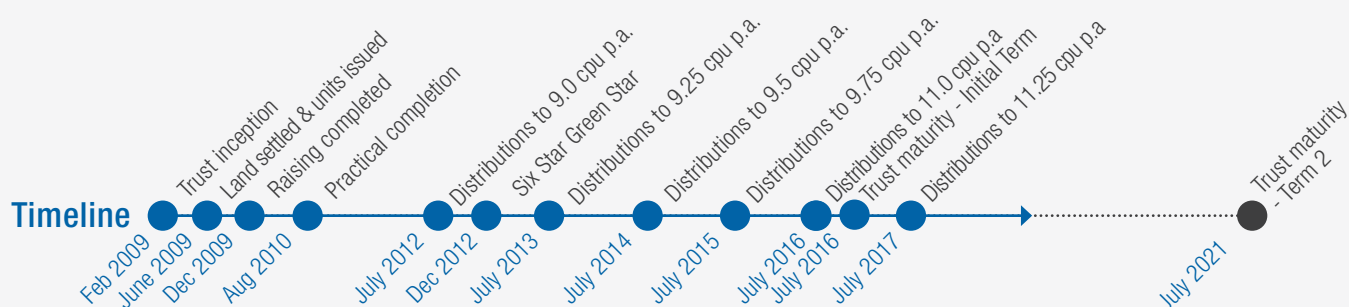 Timeline
Trust inception
Land settled & units issued
Raising completed
Practical completion
Distributions to 9.0 cpu p.a.
Six Star Green Star
Distributions to 9.25 cpu p.a.
Distributions to 9.5 cpu p.a.
Distributions to 9.75 cpu p.a.
Distributions to 11.0 cpu p.a
Trust maturity - Initial Term
Distributions to 11.25 cpu p.a
Trust maturity
- Term 2
Feb 2009
June 2009
Dec 2009
Aug 2010
July 2012
Dec 2012
July 2013
July 2014
July 2015
July 2016
July 2016
July 2017
July 2021